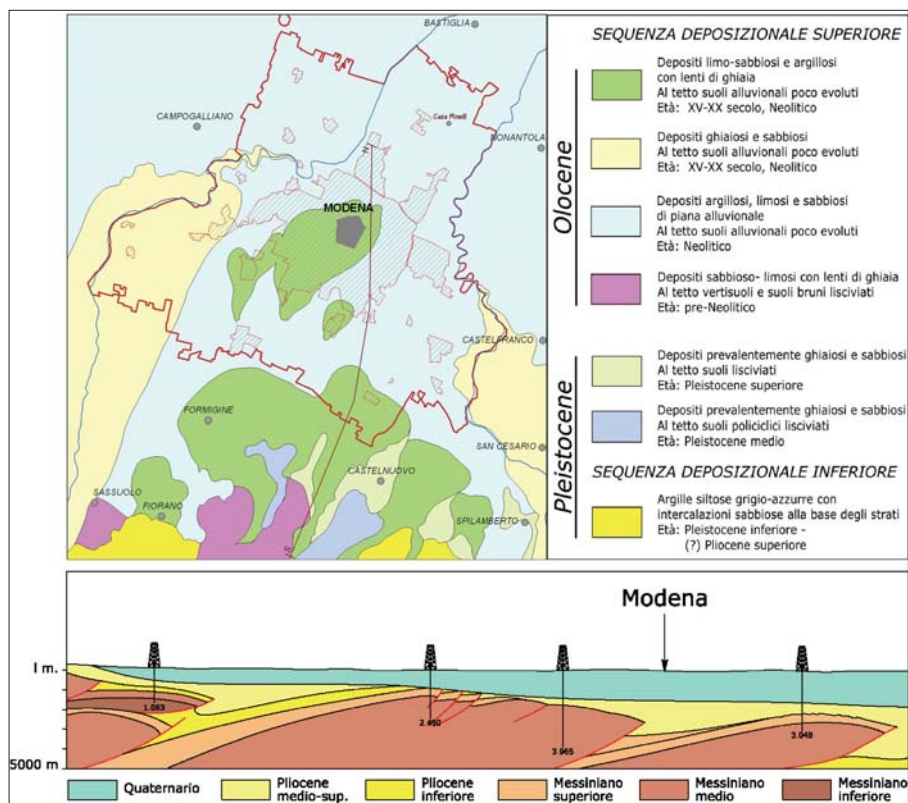 BASTIGLIA
CAMPOGALLIANO
Casa Pinelli
NONANTOLA
N
MODENA
CASTELFRANCO
FORMIGINE
SAN CESARIO
CASTELNUOVO
SASSUOLO
FIORANO
SPILAMBERTO
S
SEQUENZA DEPOSIZIONALE SUPERIORE
Olocene
Depositi limo-sabbiosi e argillosi
con lenti di ghiaia
Al tetto suoli alluvionali poco evoluti
Età: XV-XX secolo, Neolitico
Depositi ghiaiosi e sabbiosi
Al tetto suoli alluvionali poco evoluti
Età: XV-XX secolo, Neolitico
Depositi argillosi, limosi e sabbiosi
di piana alluvionale
Al tetto suoli alluvionali poco evoluti
Età: Neolitico
Depositi sabbioso- limosi con lenti di ghiaia
Al tetto vertisuoli e suoli bruni lisciviati
Età: pre-Neolitico
Pleistocene
Depositi prevalentemente ghiaiosi e sabbiosi
Al tetto suoli lisciviati
Età: Pleistocene superiore
Depositi prevalentemente ghiaiosi e sabbiosi
Al tetto suoli policiclici lisciviati
Età: Pleistocene medio
SEQUENZA DEPOSIZIONALE INFERIORE
Argille siltose grigio-azzurre con
intercalazioni sabbiose alla base degli strati
Età: Pleistocene inferiore -
(?) Pliocene superiore
Modena
1 m.
1.083
3.965
3.048
5000 m
Quaternario
Pliocene
medio-sup.
Pliocene
inferiore
Messiniano
superiore
Messiniano
medio
Messiniano
inferiore